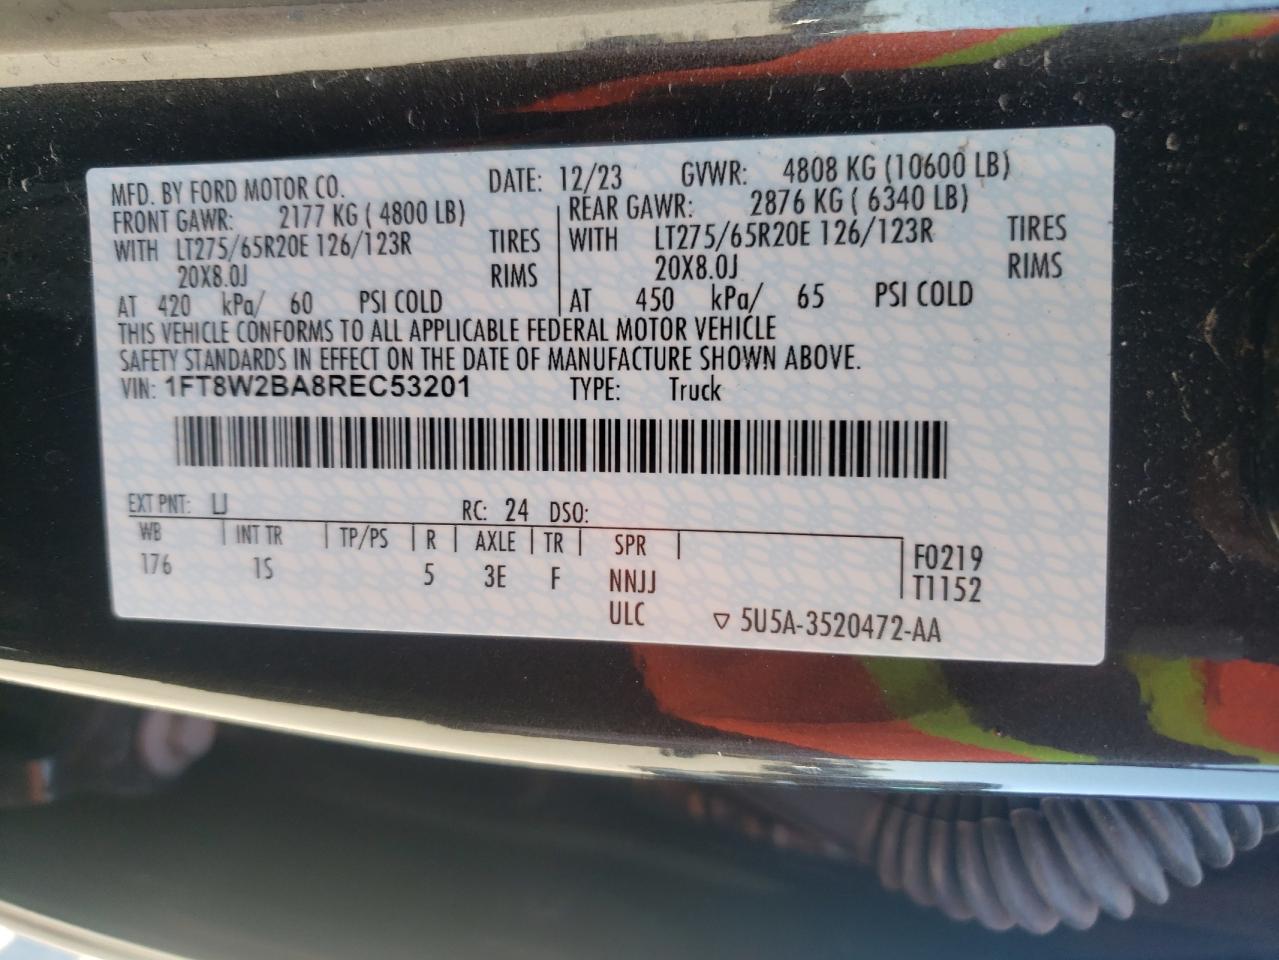 MFD. BY FORD MOTOR CO. DATE: 12/23 GVWR: 4808 KG (10600 LB)
FRONT GAWR: 2177 KG ( 4800 LB) REAR GAWR: 2876 KG ( 6340 LB)
WITH LT275/65R20E 126/123R TIRES WITH LT275/65R20E 126/123R TIRES
20X8.0J RIMS 20X8.0J RIMS
AT 420 kPa/ 60 PSI COLD AT 450 kPa/ 65 PSI COLD
THIS VEHICLE CONFORMS TO ALL APPLICABLE FEDERAL MOTOR VEHICLE
SAFETY STANDARDS IN EFFECT ON THE DATE OF MANUFACTURE SHOWN ABOVE.
VIN: 1FT8W2BA8REC53201 TYPE: Truck
EXT PNT: UJ RC: 24 DSO:
WB INT TR TP/PS R AXLE TR SPR
176 1S 5 3E F NNJJ
ULC
F0219
T1152
▽ 5U5A-3520472-AA